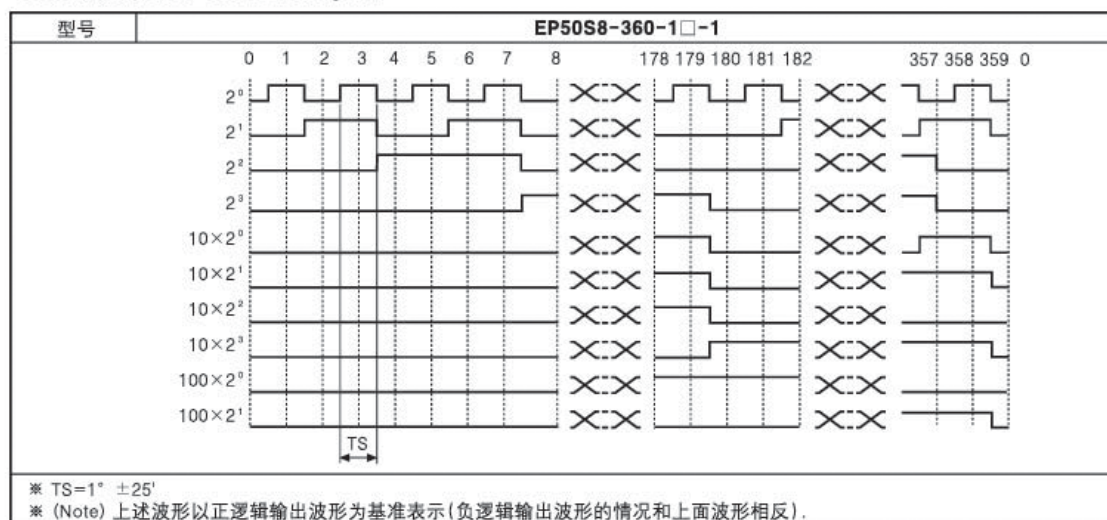 型号 EP50S8-360-1□-1
0 1 2 3 4 5 6 7 8 178 179 180 181 182 357 358 359 0
2⁰
2¹
2²
2³
10×2⁰
10×2¹
10×2²
10×2³
100×2⁰
100×2¹
TS
※ TS=1° ±25'
※ (Note) 上述波形以正逻辑输出波形为基准表示(负逻辑输出波形的情况和上面波形相反).